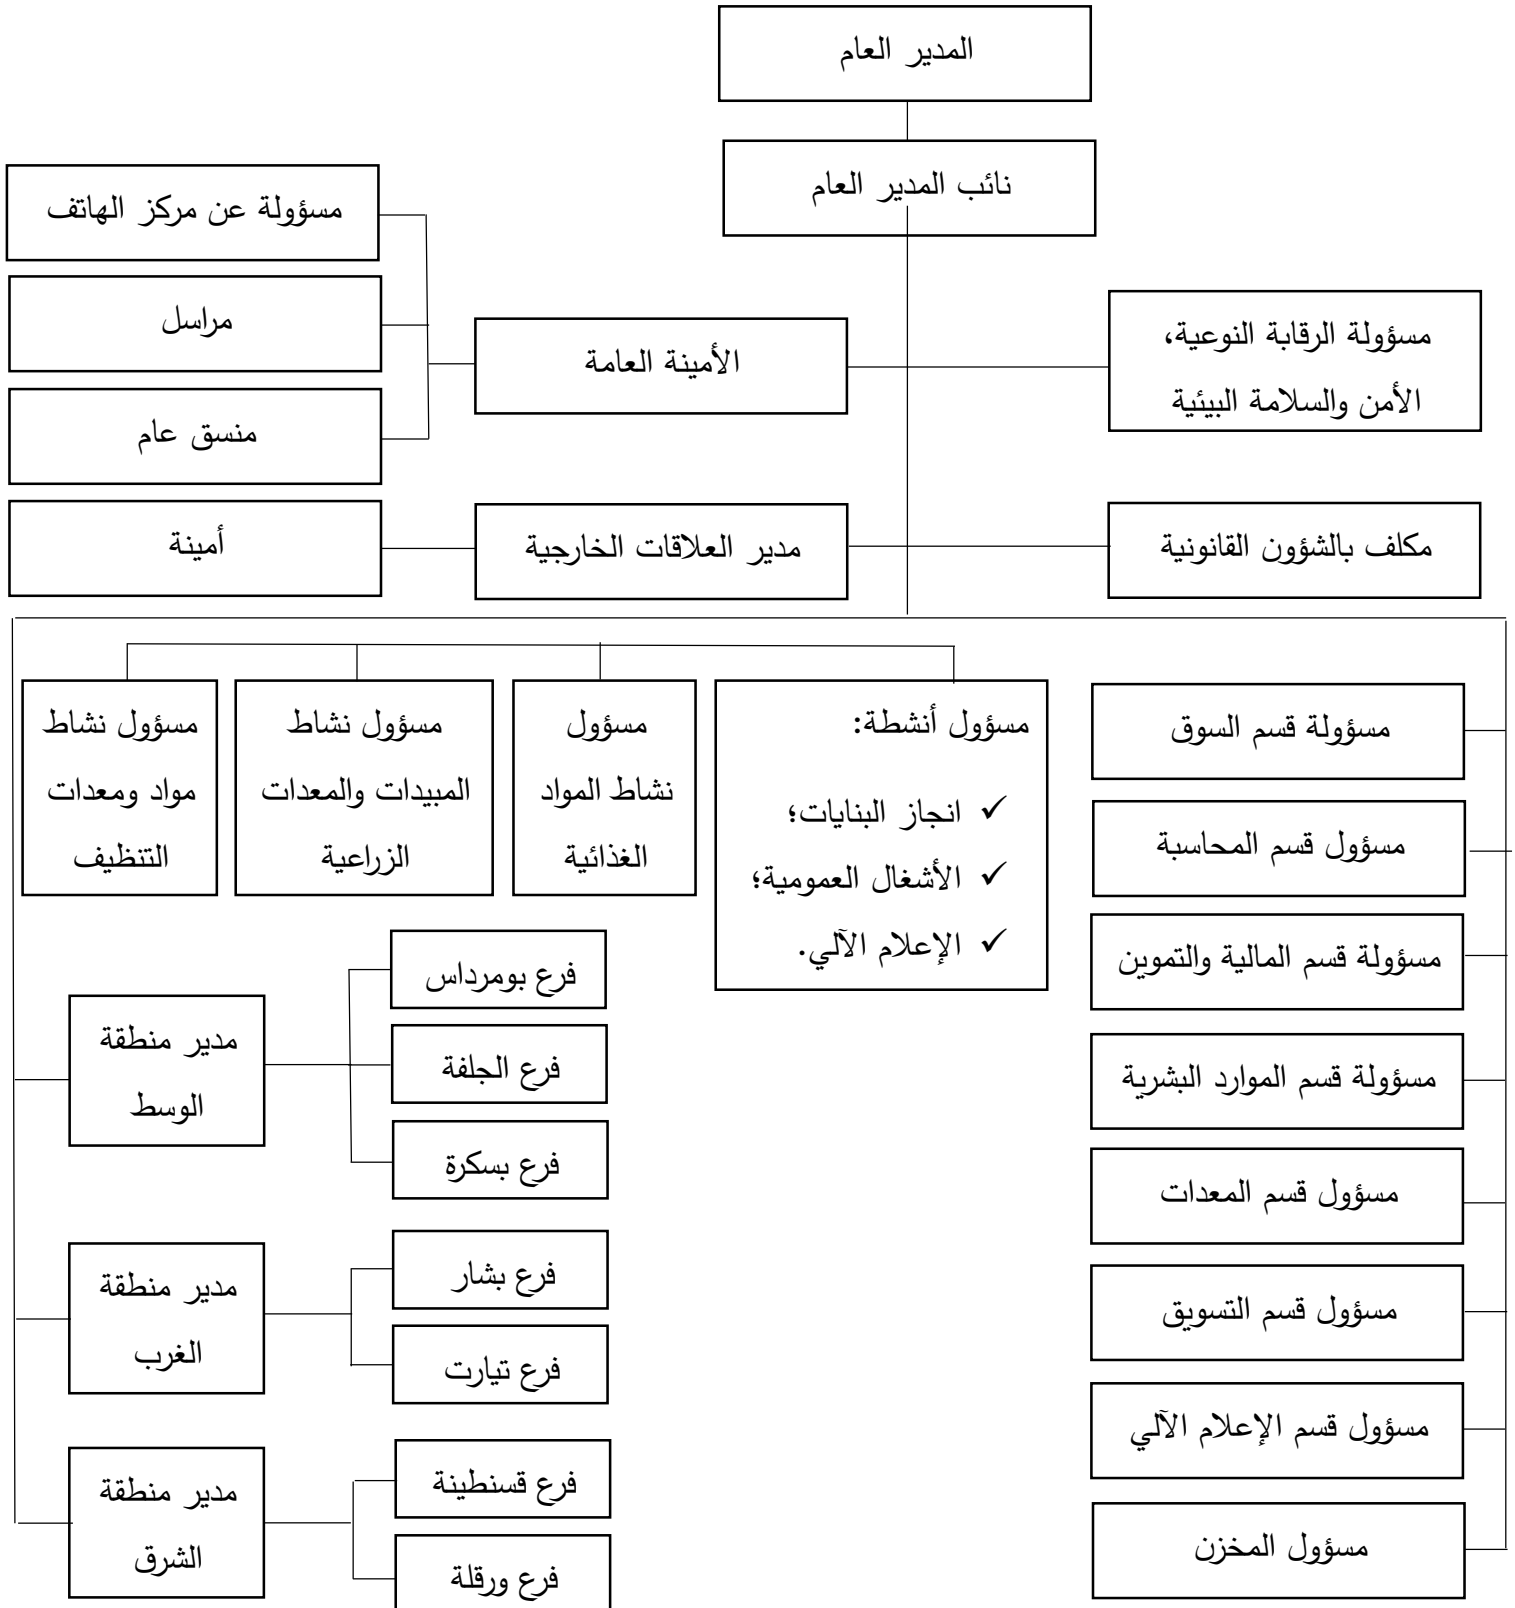 المدير العام
نائب المدير العام
مسؤولة عن مركز الهاتف
مراسل
منسق عام
أمينة
الأمينة العامة
مدير العلاقات الخارجية
مسؤولة الرقابة النوعية،
الأمن والسلامة البيئية
مكلف بالشؤون القانونية
مسؤولة قسم السوق
مسؤول قسم المحاسبة
مسؤولة قسم المالية والتموين
مسؤولة قسم الموارد البشرية
مسؤول قسم المعدات
مسؤول قسم التسويق
مسؤول قسم الإعلام الآلي
مسؤول المخزن
مسؤول أنشطة:
✓ انجاز البنايات؛
✓ الأشغال العمومية؛
✓ الإعلام الآلي.
مسؤول
نشاط المواد
الغذائية
مسؤول نشاط
المبيدات والمعدات
الزراعية
مسؤول نشاط
مواد ومعدات
التنظيف
مدير منطقة
الوسط
فرع بومرداس
فرع الجلفة
فرع بسكرة
مدير منطقة
الغرب
فرع بشار
فرع تيارت
مدير منطقة
الشرق
فرع قسنطينة
فرع ورقلة